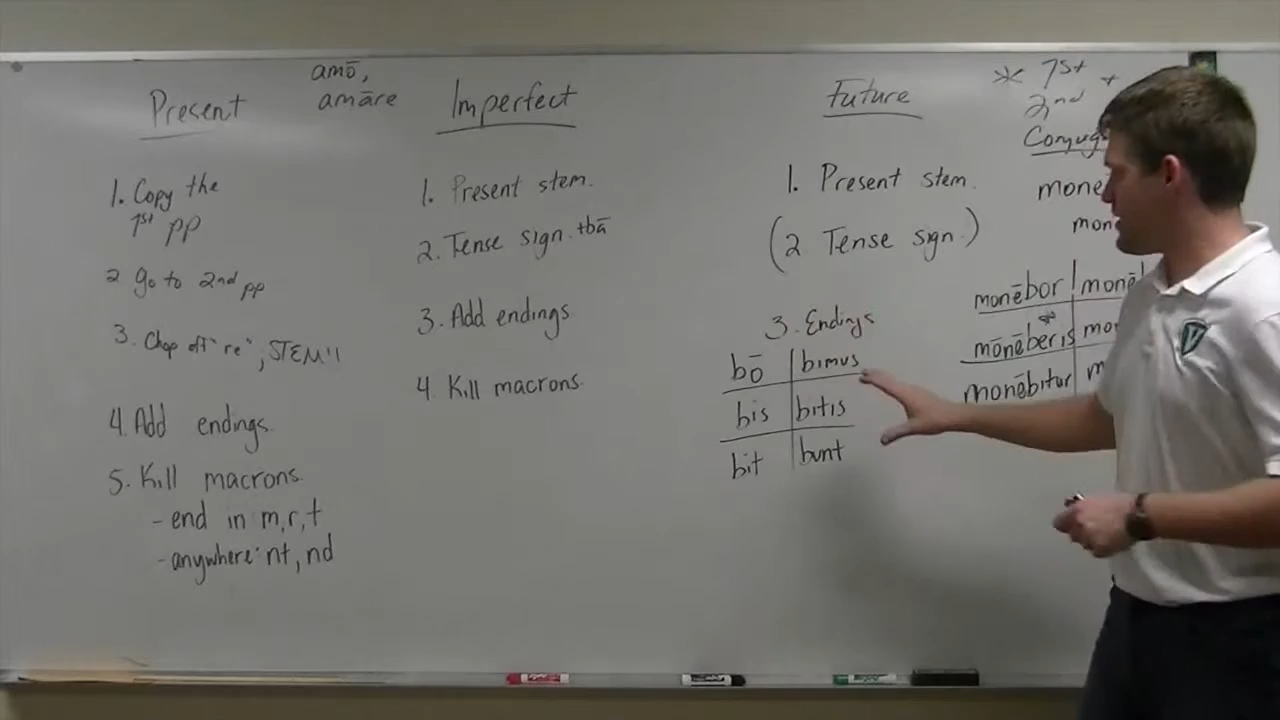 Present
amō,
amāre
1. Copy the
1st pp
2 Go to 2nd pp
3. Chop off "re", STEM!!
4. Add endings.
5. Kill macrons.
- end in m, r, t
- anywhere: nt, nd
Imperfect
1. Present stem.
2. Tense sign. +bā
3. Add endings.
4. Kill macrons.
Future
1. Present stem.
(2 Tense sign.)
3. Endings
bō | bimus
bis | bitis
bit | bunt
* 1st +
2nd
monēbor
mōnēberis
monēbitur